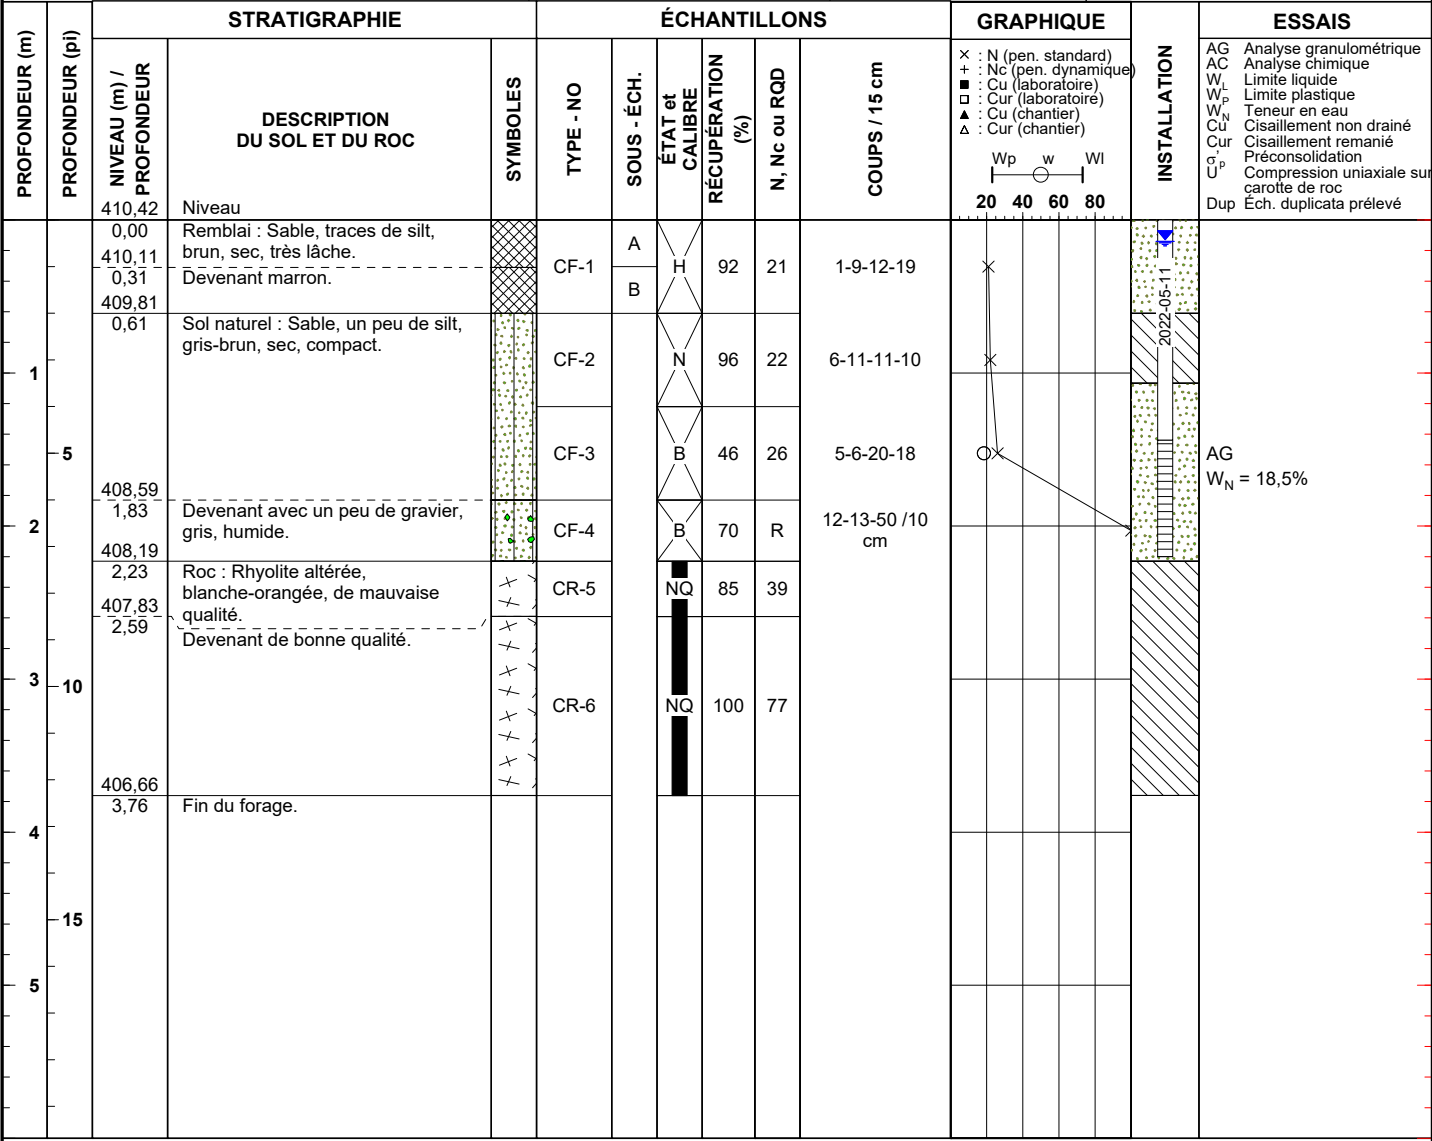 STRATIGRAPHIE
ÉCHANTILLONS
GRAPHIQUE
ESSAIS
PROFONDEUR (m)
PROFONDEUR (pi)
NIVEAU (m) /
PROFONDEUR
DESCRIPTION
DU SOL ET DU ROC
SYMBOLES
TYPE - NO
SOUS - ÉCH.
ÉTAT et
CALIBRE
RÉCUPÉRATION
(%)
N, Nc ou RQD
COUPS / 15 cm
× : N (pen. standard)
+ : Nc (pen. dynamique)
■ : Cu (laboratoire)
□ : Cur (laboratoire)
▲ : Cu (chantier)
△ : Cur (chantier)
Wp w Wl
20 40 60 80
INSTALLATION
AG Analyse granulométrique
AC Analyse chimique
W_L Limite liquide
W_P Limite plastique
W_N Teneur en eau
Cu Cisaillement non drainé
Cur Cisaillement remanié
σ'_p Préconsolidation
U Compression uniaxiale sur
carotte de roc
Dup Éch. duplicata prélevé
410,42 Niveau
0,00 Remblai : Sable, traces de silt,
410,11 brun, sec, très lâche.
0,31 Devenant marron.
409,81
CF-1 A B H 92 21 1-9-12-19
2022-05-11
0,61 Sol naturel : Sable, un peu de silt,
gris-brun, sec, compact.
CF-2 N 96 22 6-11-11-10
1
5
CF-3 B 46 26 5-6-20-18
AG
W_N = 18,5%
408,59
1,83 Devenant avec un peu de gravier,
gris, humide.
408,19
2
CF-4 B 70 R 12-13-50 /10
cm
2,23 Roc : Rhyolite altérée,
blanche-orangée, de mauvaise
407,83 qualité.
CR-5 NQ 85 39
2,59 Devenant de bonne qualité.
3
10
CR-6 NQ 100 77
406,66
3,76 Fin du forage.
4
15
5